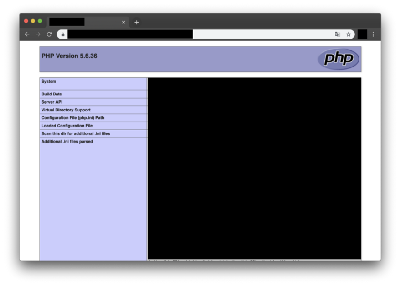 PHP Version 5.6.36
php
System
Build Date
Server API
Virtual Directory Support
Configuration File (php.ini) Path
Loaded Configuration File
Scan this dir for additional .ini files
Additional .ini files parsed